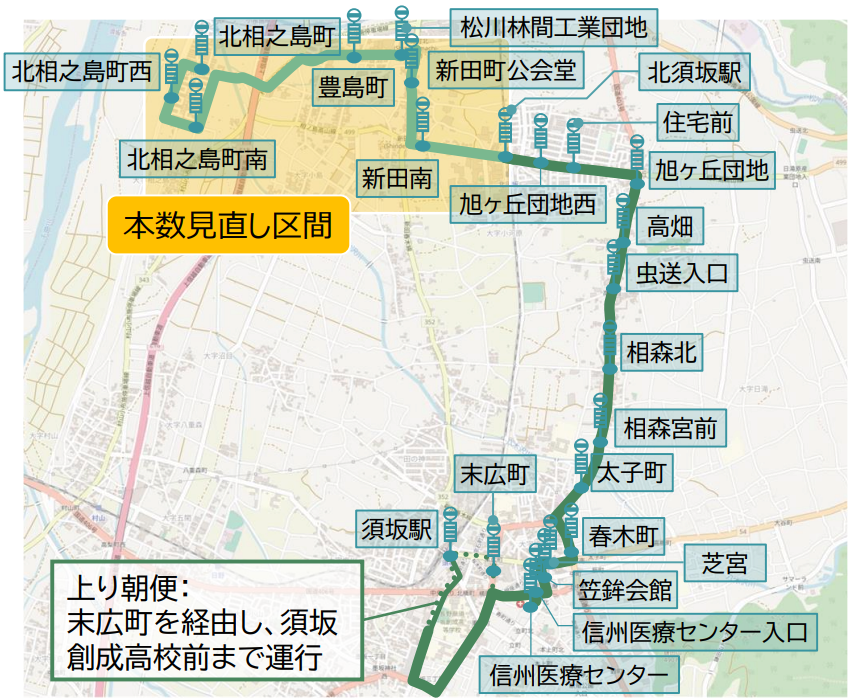 北相之島町
松川林間工業団地
北相之島町西
豊島町
新田町公会堂
北須坂駅
住宅前
北相之島町南
新田南
旭ヶ丘団地西
旭ヶ丘団地
本数見直し区間
高畑
虫送入口
相森北
相森宮前
末広町
太子町
須坂駅
春木町
芝宮
上り朝便:
末広町を経由し、須坂
創成高校前まで運行
笠鉾会館
信州医療センター入口
信州医療センター